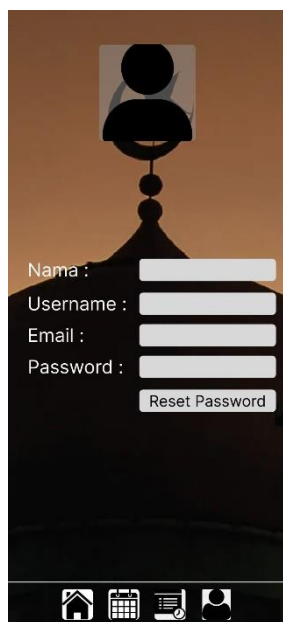 Nama :
Username :
Email :
Password :
Reset Password